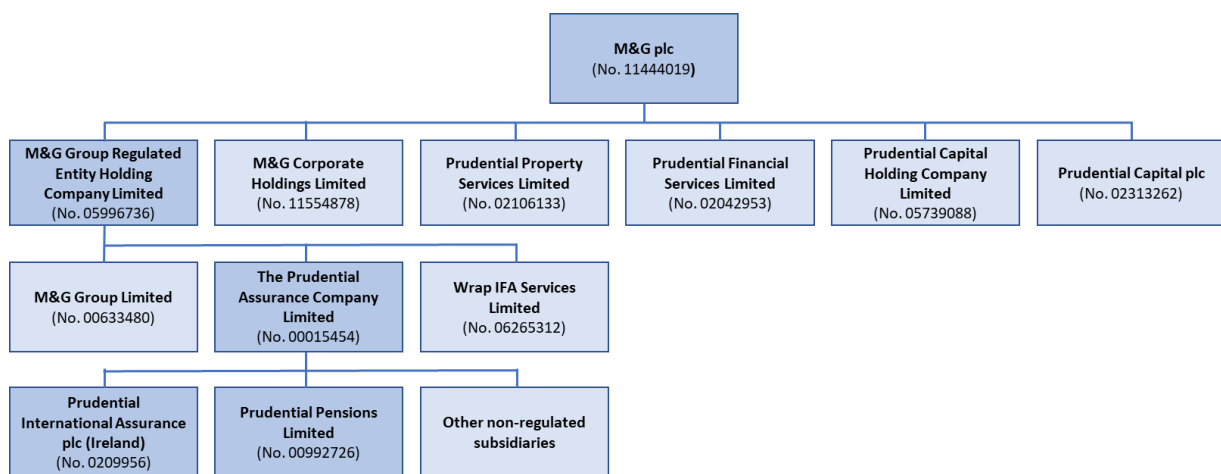 M&G plc
(No. 11444019)
M&G Group Regulated
Entity Holding
Company Limited
(No. 05996736)
M&G Corporate
Holdings Limited
(No. 11554878)
Prudential Property
Services Limited
(No. 02106133)
Prudential Financial
Services Limited
(No. 02042953)
Prudential Capital
Holding Company
Limited
(No. 05739088)
Prudential Capital plc
(No. 02313262)
M&G Group Limited
(No. 00633480)
The Prudential
Assurance Company
Limited
(No. 00015454)
Wrap IFA Services
Limited
(No. 06265312)
Prudential
International Assurance
plc (Ireland)
(No. 0209956)
Prudential Pensions
Limited
(No. 00992726)
Other non-regulated
subsidiaries